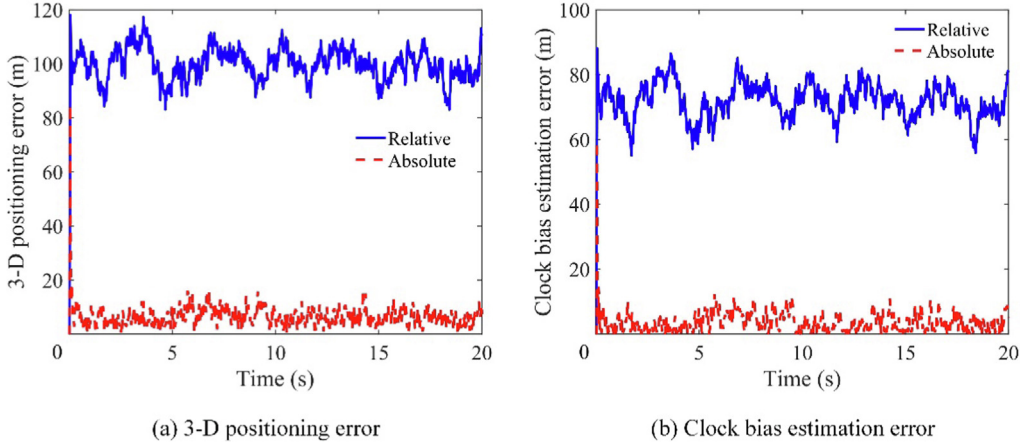 120
100
80
60
40
20
0
5
10
15
20
3-D positioning error (m)
Time (s)
Relative
Absolute
(a) 3-D positioning error
100
80
60
40
20
0
5
10
15
20
Clock bias estimation error (m)
Time (s)
Relative
Absolute
(b) Clock bias estimation error